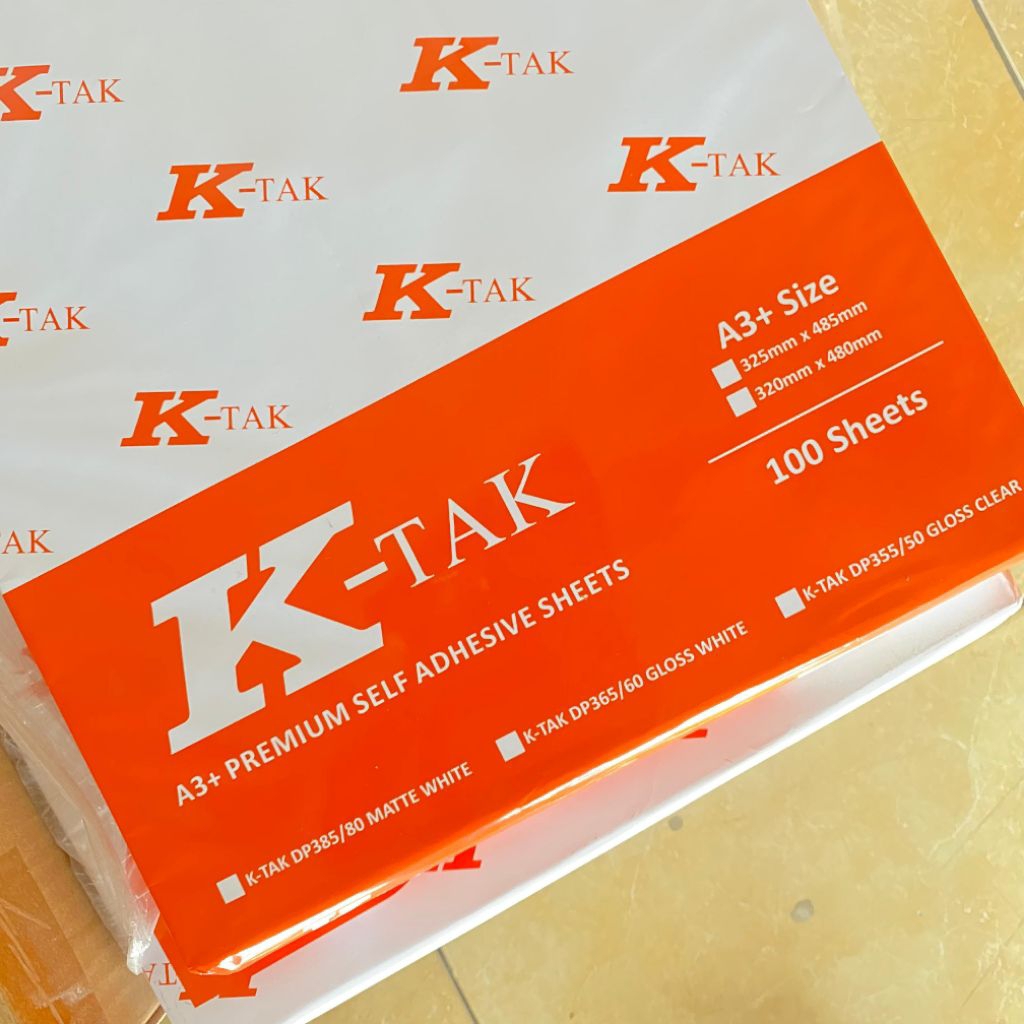 K-TAK
K-TAK
K-TAK
K-TAK
K-TAK
K-TAK
K-TAK
TAK
A3+ Size
325mm x 485mm
320mm x 480mm
100 Sheets
K-TAK
A3+ PREMIUM SELF ADHESIVE SHEETS
K-TAK DP385/80 MATTE WHITE
K-TAK DP365/60 GLOSS WHITE
K-TAK DP355/50 GLOSS CLEAR